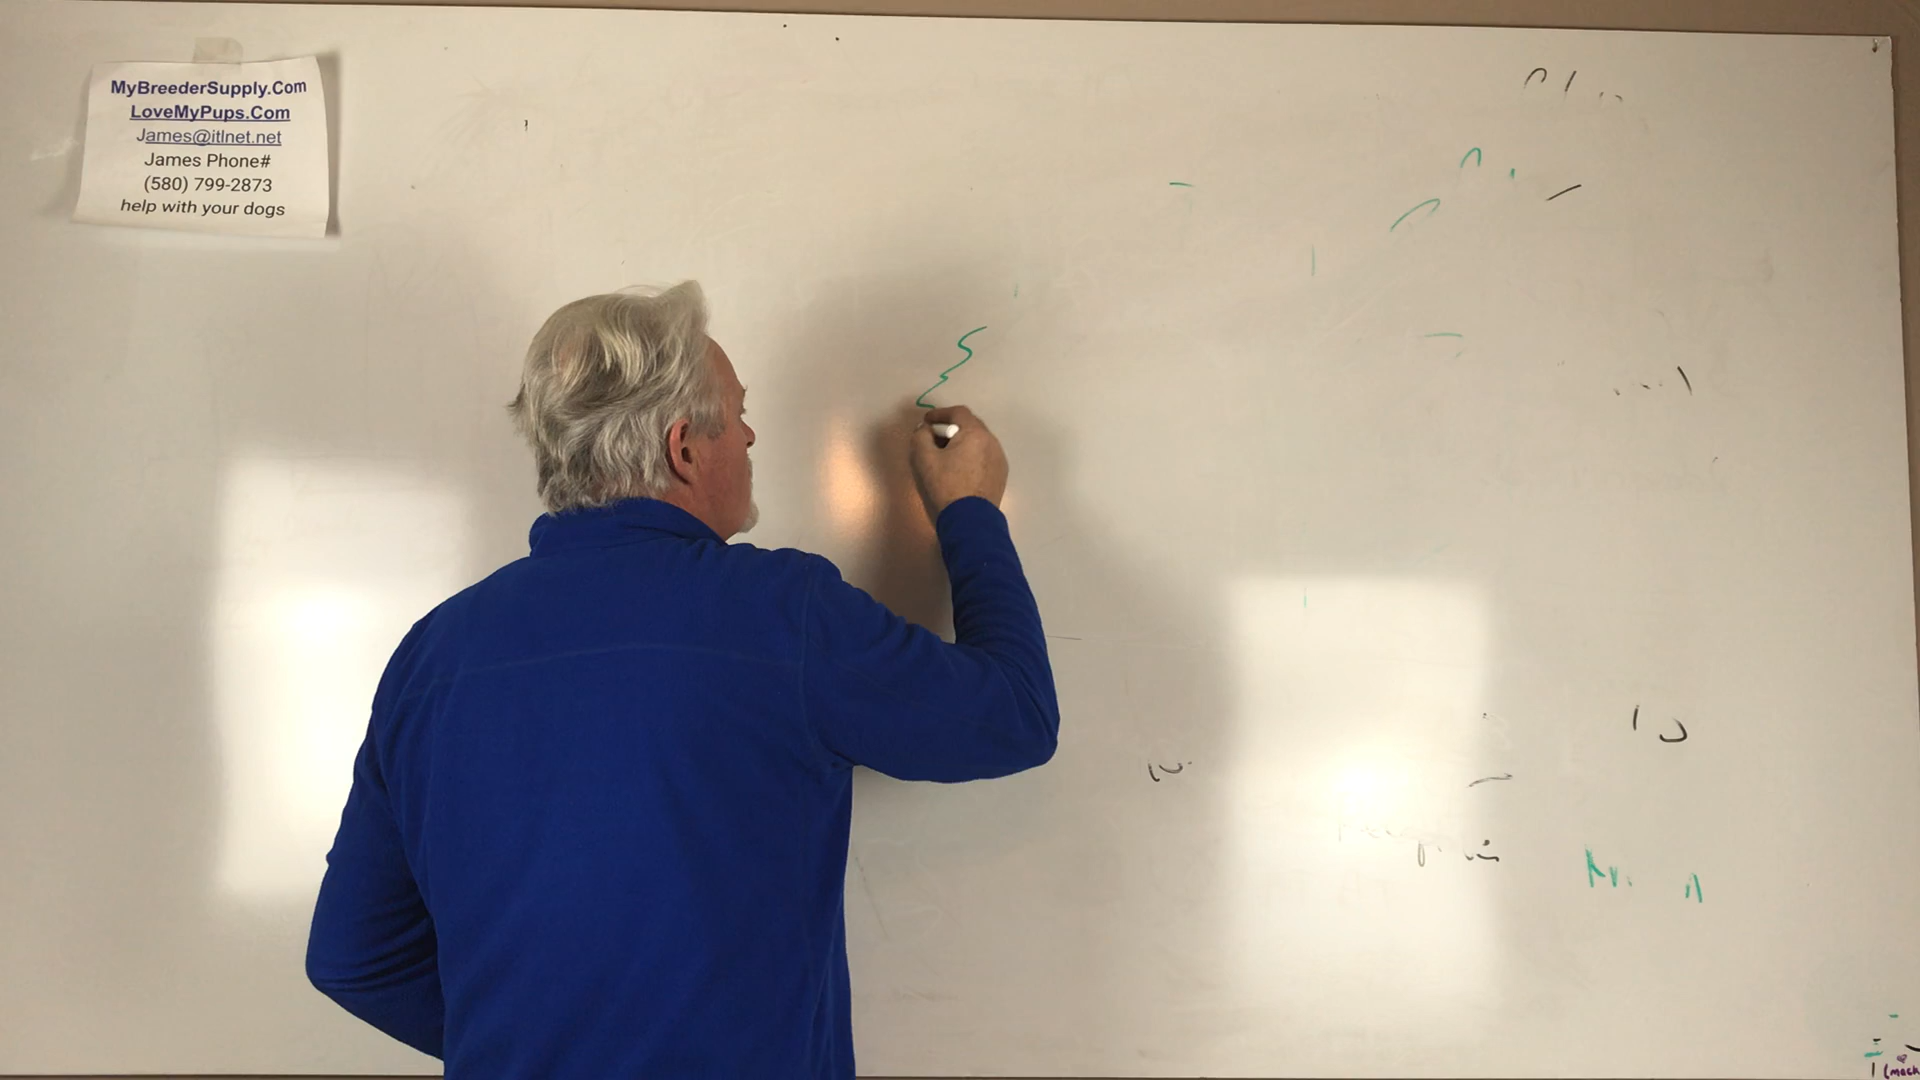 MyBreederSupply.Com
LoveMyPups.Com
James@itlnet.net
James Phone#
(580) 799-2873
help with your dogs